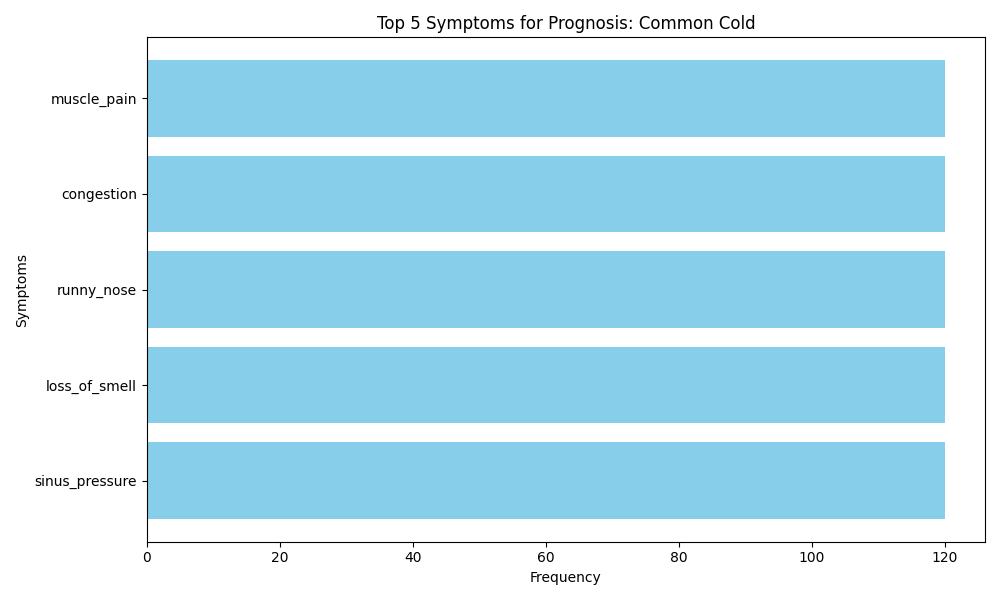 Top 5 Symptoms for Prognosis: Common Cold
muscle_pain
congestion
runny_nose
loss_of_smell
sinus_pressure
Symptoms
0 20 40 60 80 100 120
Frequency